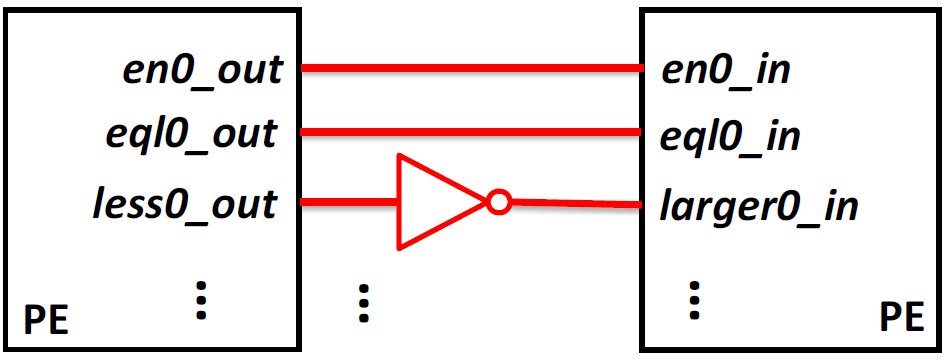 en0_out en0_in
eql0_out eql0_in
less0_out larger0_in
PE PE